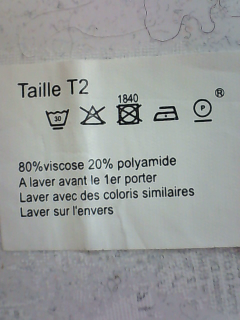 Taille T2
1840
®
30
P
80%viscose 20% polyamide
A laver avant le 1er porter
Laver avec des coloris similaires
Laver sur l'envers